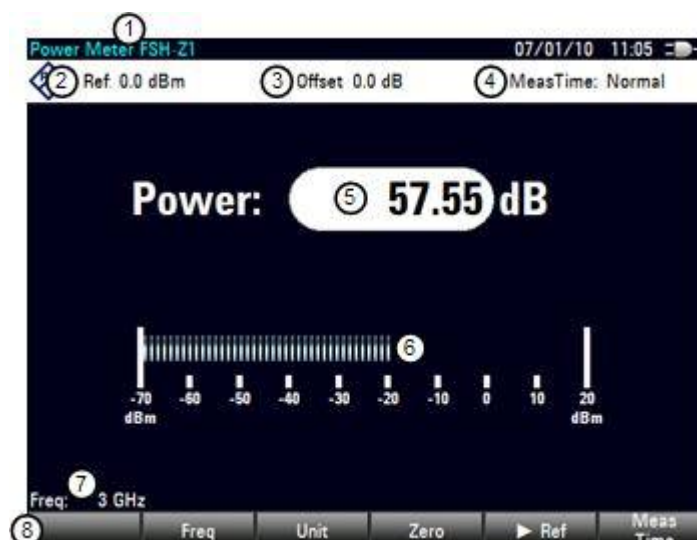 1
Power Meter FSH-Z1 07/01/10 11:05
2 Ref. 0.0 dBm 3 Offset 0.0 dB 4 MeasTime: Normal
Power: 5 57.55 dB
6
-70 -60 -50 -40 -30 -20 -10 0 10 20
dBm dBm
7
Freq: 3 GHz
8 Freq Unit Zero ► Ref Meas
Time